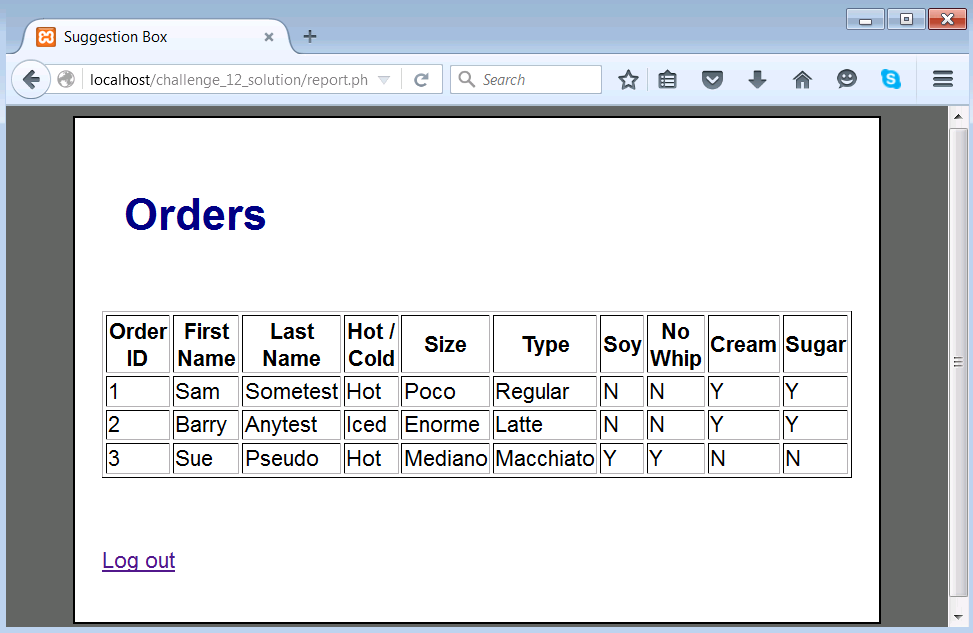 Suggestion Box
localhost/challenge_12_solution/report.ph
Search
Orders
Order ID First Name Last Name Hot / Cold Size Type Soy No Whip Cream Sugar
1 Sam Sometest Hot Poco Regular N N Y Y
2 Barry Anytest Iced Enorme Latte N N Y Y
3 Sue Pseudo Hot Mediano Macchiato Y Y N N
Log out